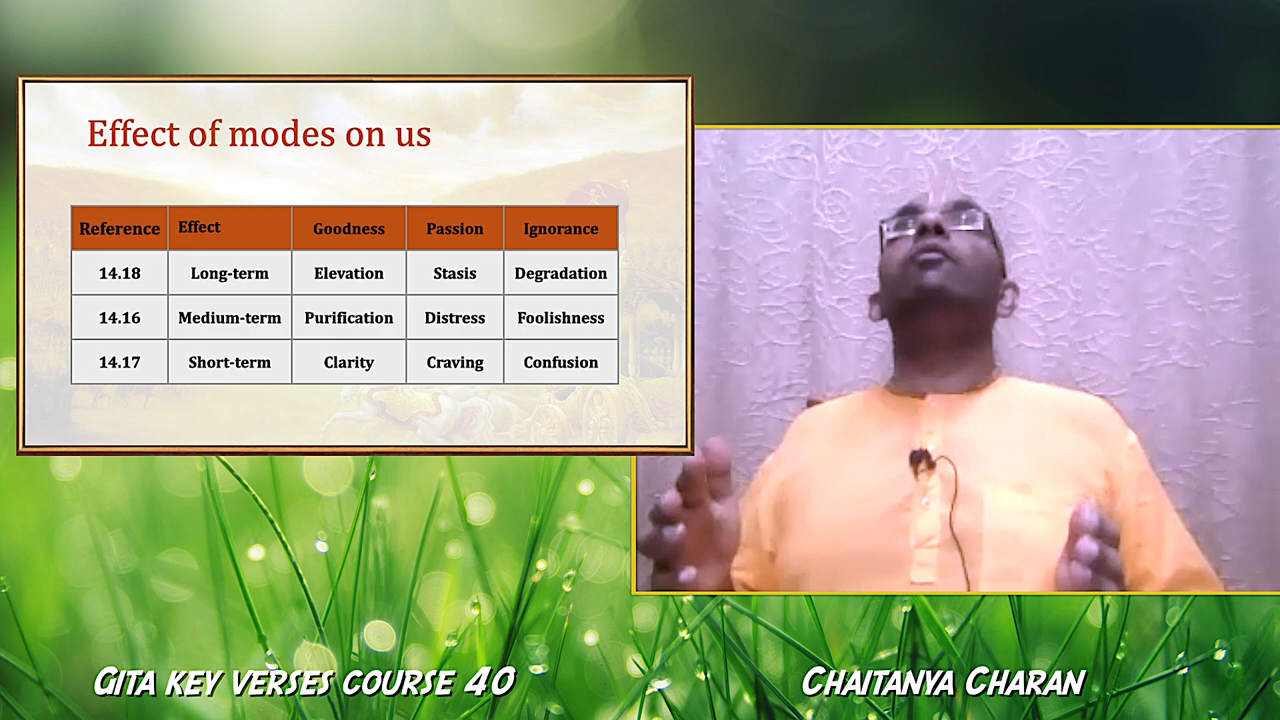 Effect of modes on us
Reference Effect Goodness Passion Ignorance
14.18 Long-term Elevation Stasis Degradation
14.16 Medium-term Purification Distress Foolishness
14.17 Short-term Clarity Craving Confusion
Gita key verses course 40
Chaitanya Charan